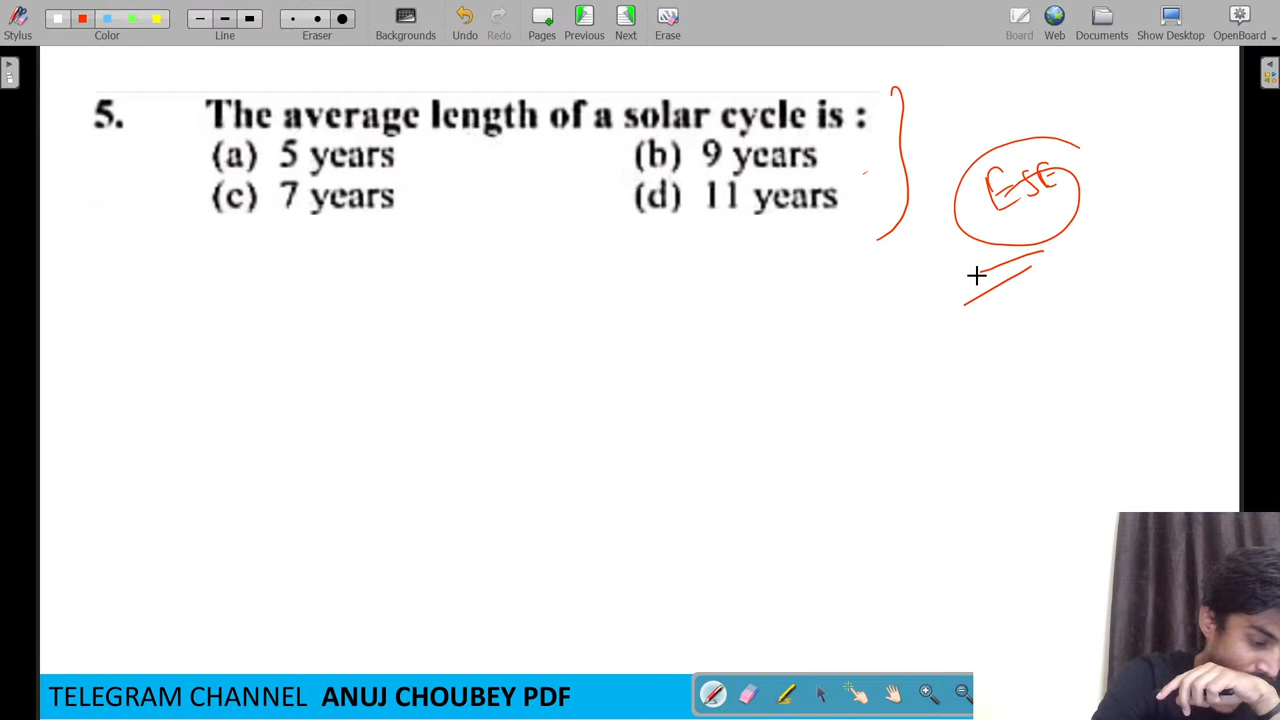 Stylus
Color
Line
Eraser
Backgrounds
Undo
Redo
Pages
Previous
Next
Erase
Board
Web
Documents
Show Desktop
OpenBoard
5. The average length of a solar cycle is :
(a) 5 years (b) 9 years
(c) 7 years (d) 11 years
ESE
TELEGRAM CHANNEL ANUJ CHOUBEY PDF